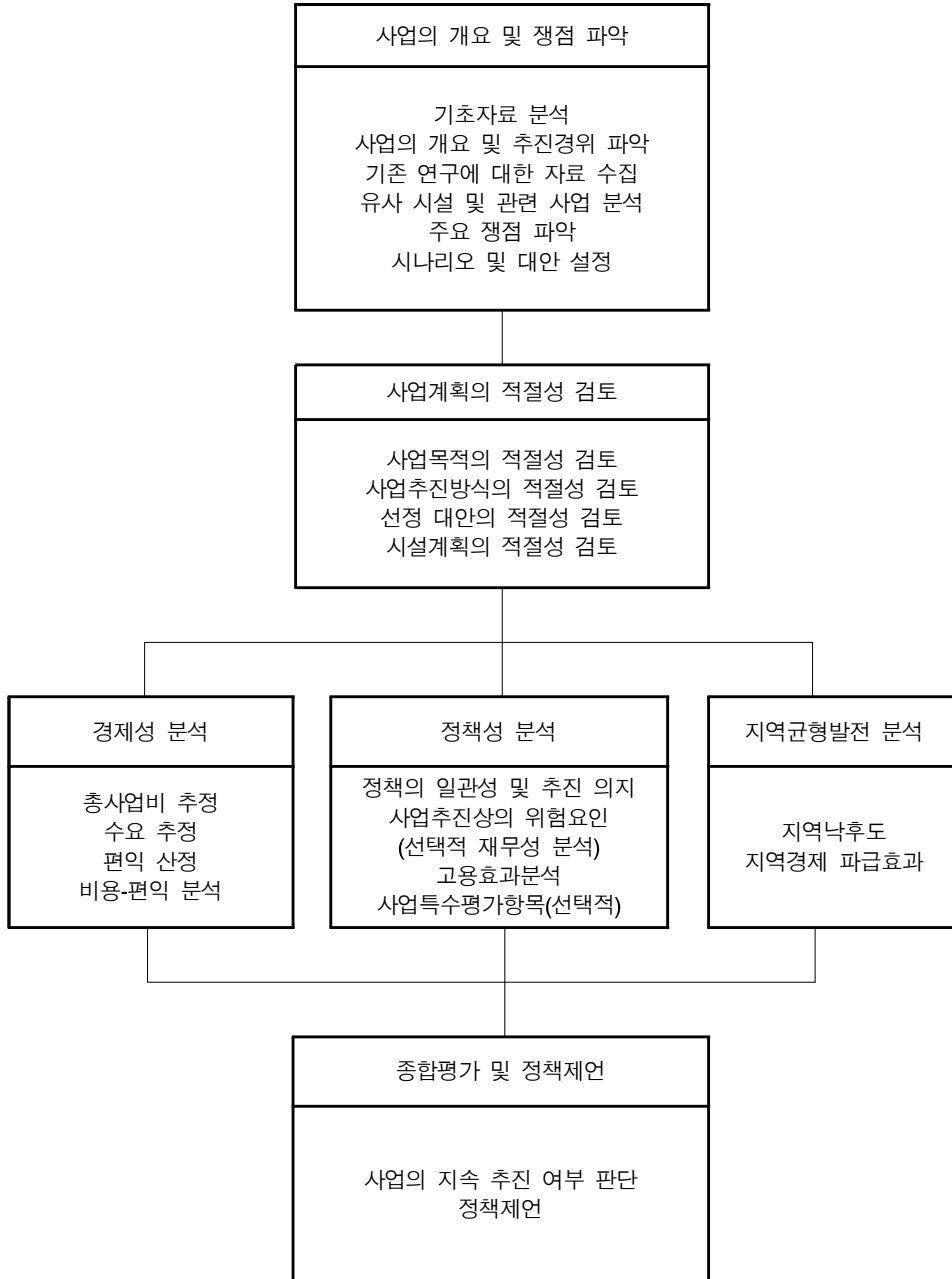 사업의 개요 및 쟁점 파악
기초자료 분석
사업의 개요 및 추진경위 파악
기존 연구에 대한 자료 수집
유사 시설 및 관련 사업 분석
주요 쟁점 파악
시나리오 및 대안 설정
사업계획의 적절성 검토
사업목적의 적절성 검토
사업추진방식의 적절성 검토
선정 대안의 적절성 검토
시설계획의 적절성 검토
경제성 분석
총사업비 추정
수요 추정
편익 산정
비용-편익 분석
정책성 분석
정책의 일관성 및 추진 의지
사업추진상의 위험요인
(선택적 재무성 분석)
고용효과분석
사업특수평가항목(선택적)
지역균형발전 분석
지역낙후도
지역경제 파급효과
종합평가 및 정책제언
사업의 지속 추진 여부 판단
정책제언